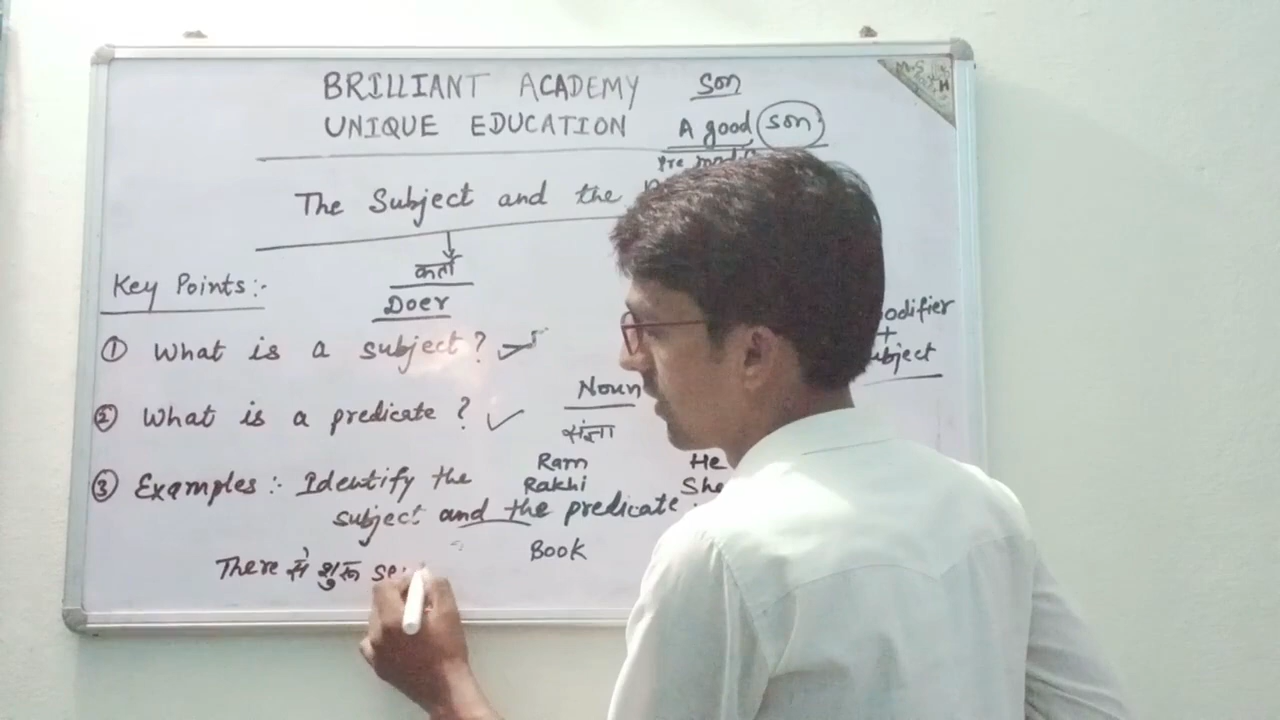 BRILLIANT ACADEMY
UNIQUE EDUCATION
Son
A good son
Pre
The Subject and the
कर्ता
Doer
Key Points:-
① What is a subject?
② What is a predicate?
③ Examples:- Identify the
subject and the predicate
Noun
संज्ञा
Ram
Rakhi
Book
He
She
odifier
+
ubject
There से शुरू
M.S